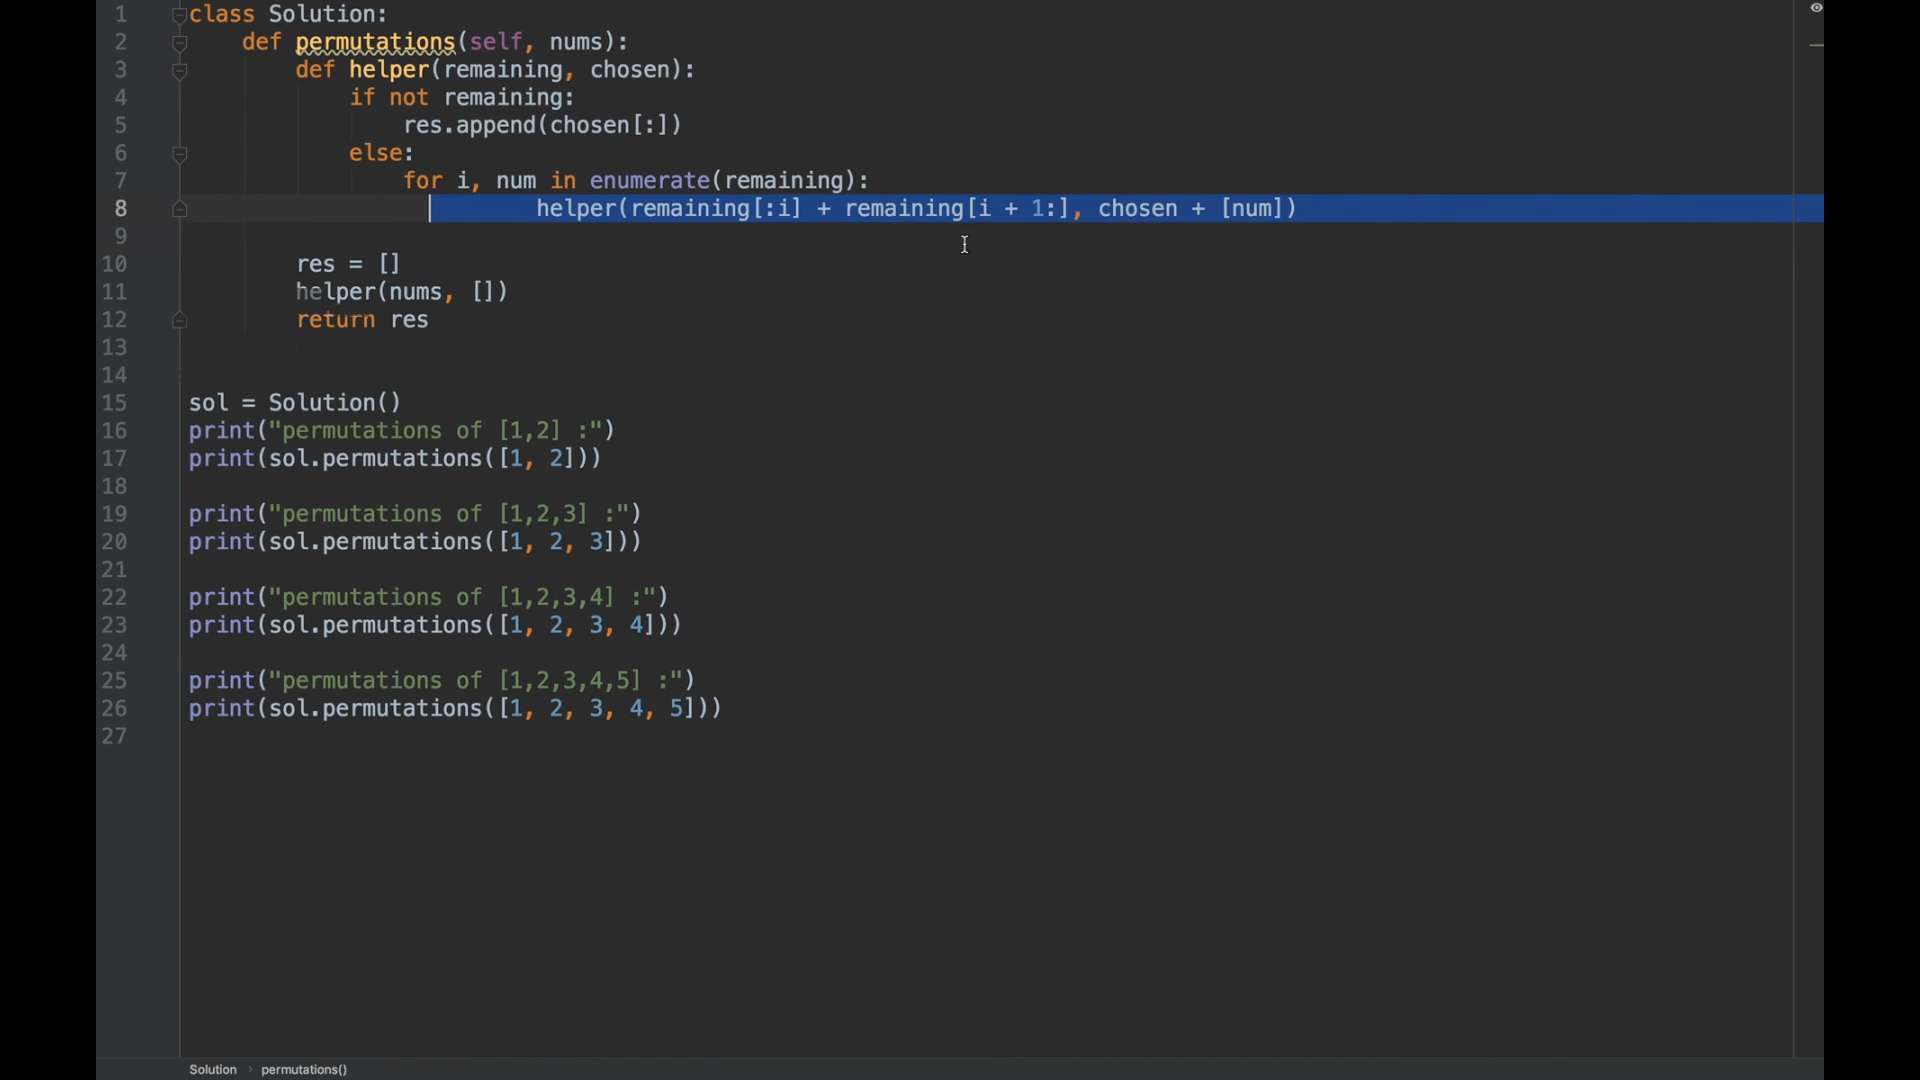 1 class Solution:
2 def permutations(self, nums):
3 def helper(remaining, chosen):
4 if not remaining:
5 res.append(chosen[:])
6 else:
7 for i, num in enumerate(remaining):
8 helper(remaining[:i] + remaining[i + 1:], chosen + [num])
9
10 res = []
11 helper(nums, [])
12 return res
13
14
15 sol = Solution()
16 print("permutations of [1,2] :")
17 print(sol.permutations([1, 2]))
18
19 print("permutations of [1,2,3] :")
20 print(sol.permutations([1, 2, 3]))
21
22 print("permutations of [1,2,3,4] :")
23 print(sol.permutations([1, 2, 3, 4]))
24
25 print("permutations of [1,2,3,4,5] :")
26 print(sol.permutations([1, 2, 3, 4, 5]))
27
Solution › permutations()